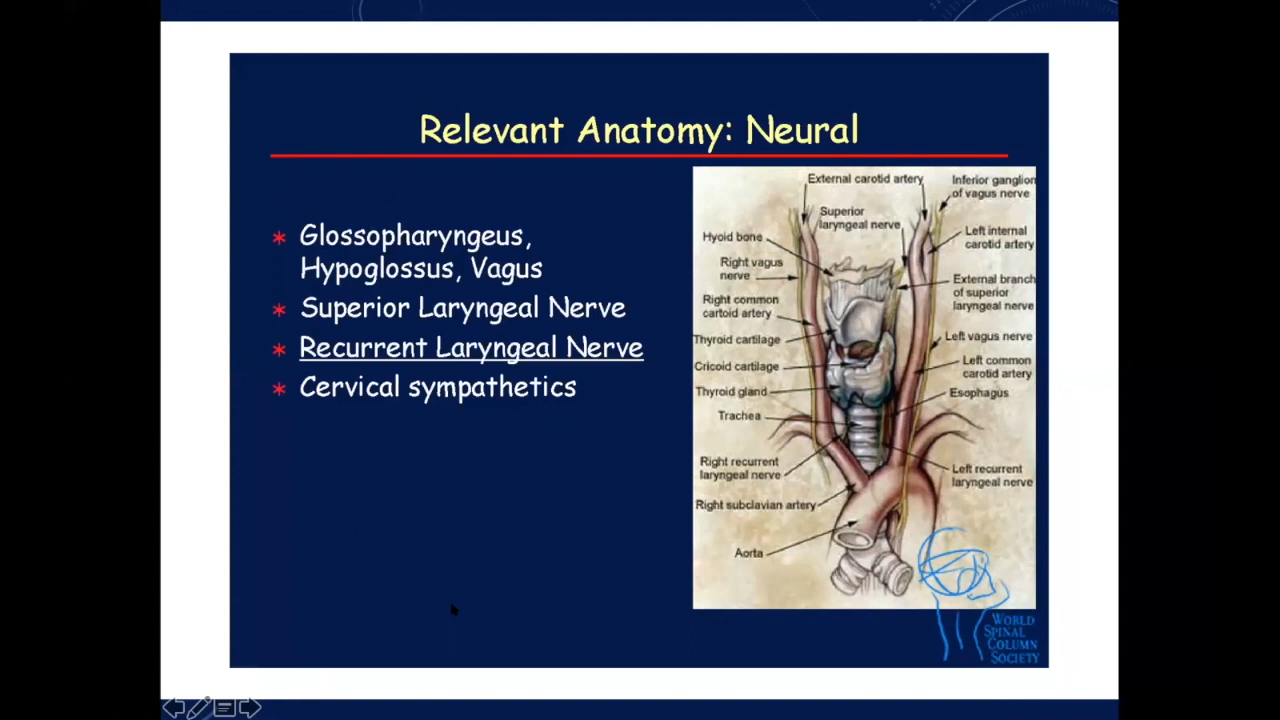 Relevant Anatomy: Neural
* Glossopharyngeus,
Hypoglossus, Vagus
* Superior Laryngeal Nerve
* Recurrent Laryngeal Nerve
* Cervical sympathetics
External carotid artery
Inferior ganglion
of vagus nerve
Superior
laryngeal nerve
Hyoid bone
Left internal
carotid artery
Right vagus
nerve
External branch
of superior
laryngeal nerve
Right common
cartoid artery
Left vagus nerve
Thyroid cartilage
Left common
carotid artery
Cricoid cartilage
Thyroid gland
Esophagus
Trachea
Right recurrent
laryngeal nerve
Left recurrent
laryngeal nerve
Right subclavian artery
Aorta
WORLD
SPINAL
COLUMN
SOCIETY